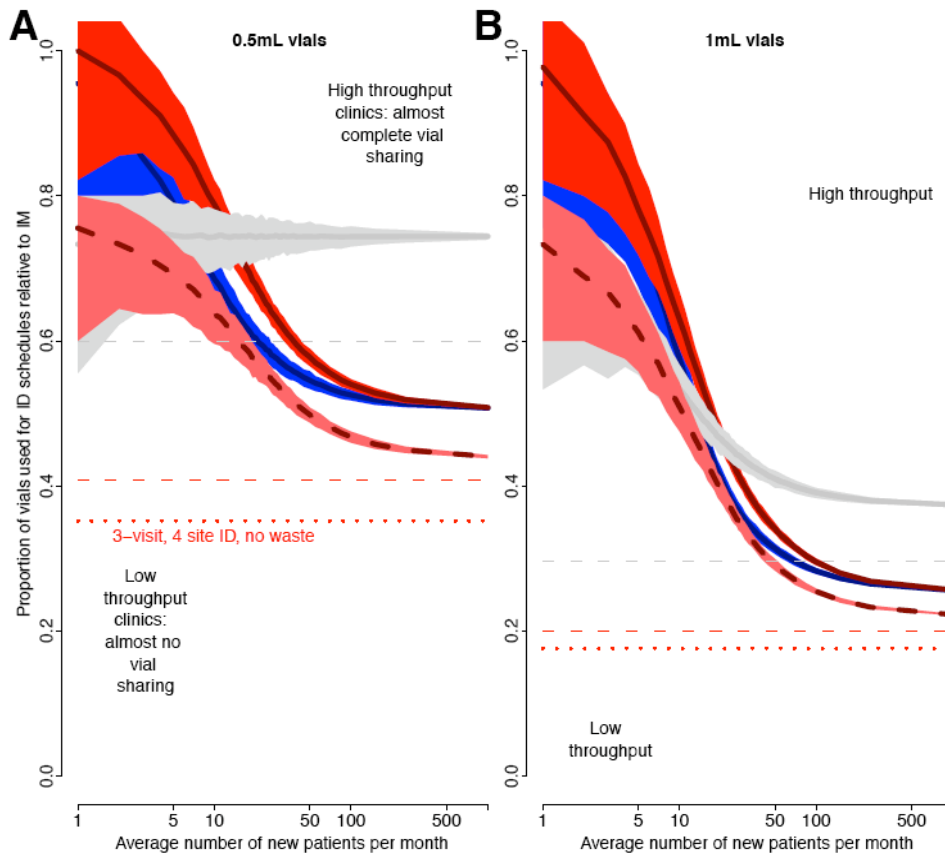 A
0.5mL vials
High throughput
clinics: almost
complete vial
sharing
Proportion of vials used for ID schedules relative to IM
0.0
0.2
0.4
0.6
0.8
1.0
3−visit, 4 site ID, no waste
Low
throughput
clinics:
almost no
vial
sharing
1
5
10
50
100
500
Average number of new patients per month
B
1mL vials
High throughput
0.0
0.2
0.4
0.6
0.8
1.0
Low
throughput
1
5
10
50
100
500
Average number of new patients per month